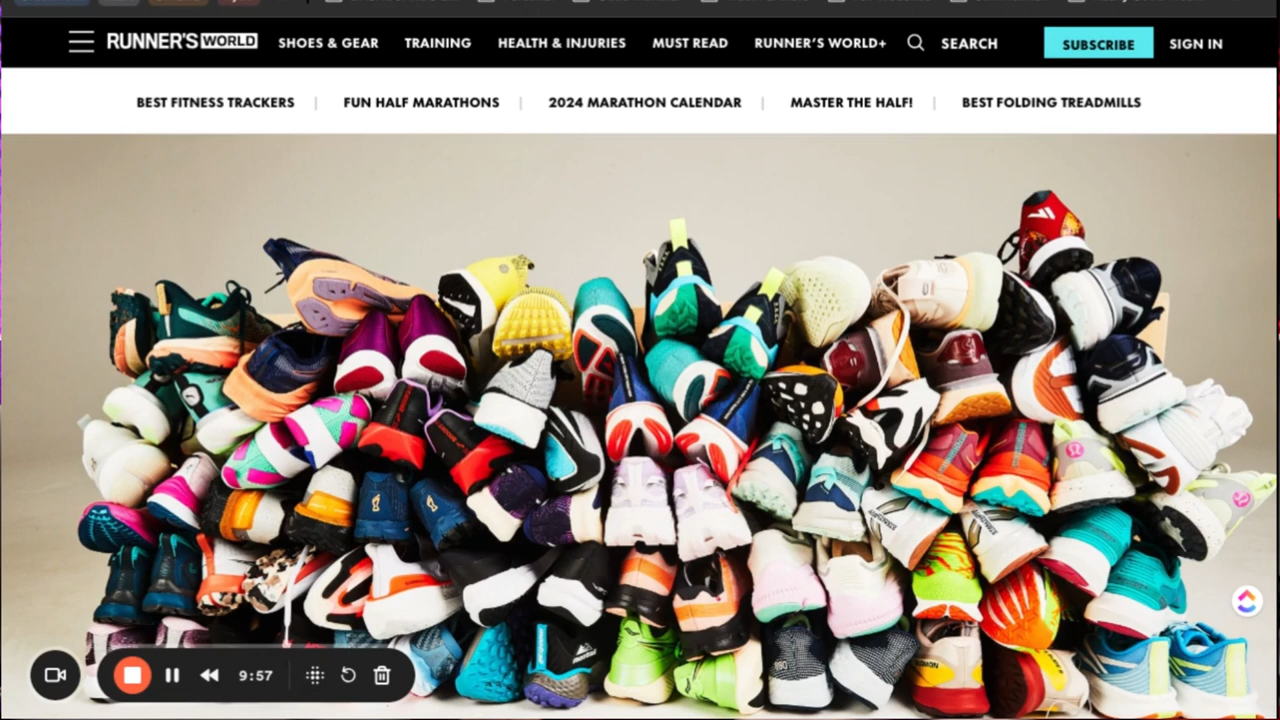 RUNNER'S WORLD SHOES & GEAR TRAINING HEALTH & INJURIES MUST READ RUNNER'S WORLD+ SEARCH SUBSCRIBE SIGN IN
BEST FITNESS TRACKERS | FUN HALF MARATHONS | 2024 MARATHON CALENDAR | MASTER THE HALF! | BEST FOLDING TREADMILLS
9:57